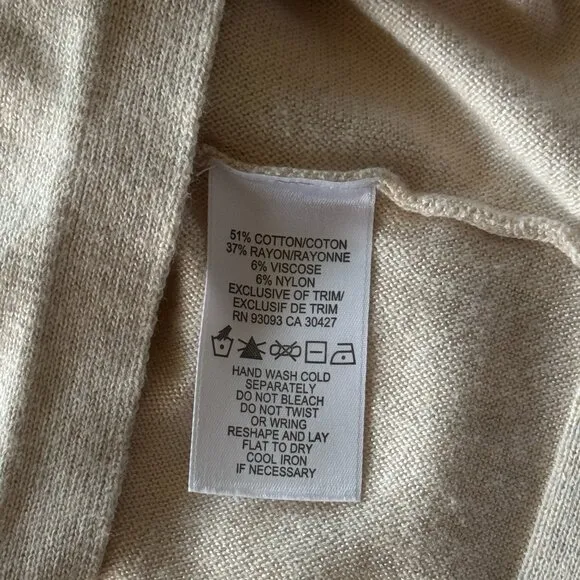 51% COTTON/COTON
37% RAYON/RAYONNE
6% VISCOSE
6% NYLON
EXCLUSIVE OF TRIM/
EXCLUSIF DE TRIM
RN 93093 CA 30427
HAND WASH COLD
SEPARATELY
DO NOT BLEACH
DO NOT TWIST
OR WRING
RESHAPE AND LAY
FLAT TO DRY
COOL IRON
IF NECESSARY